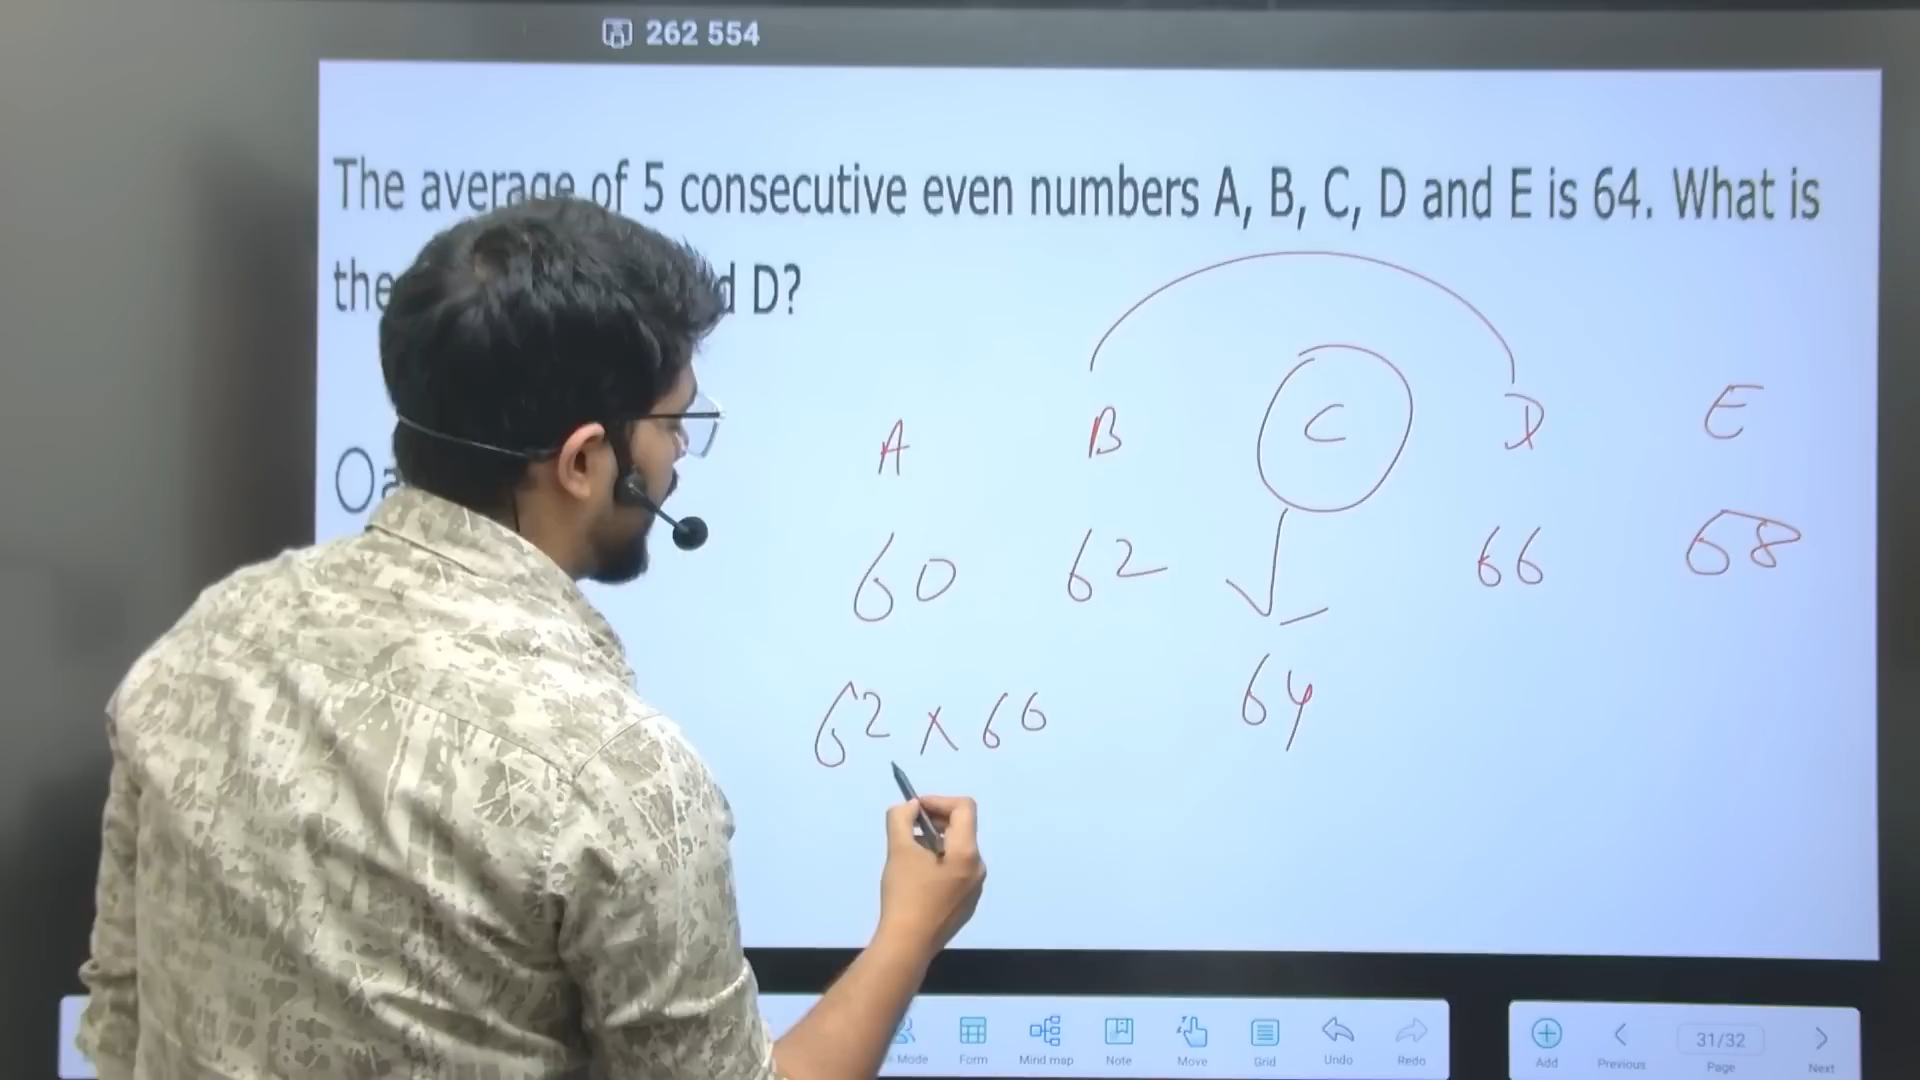 262 554
The average of 5 consecutive even numbers A, B, C, D and E is 64. What is
the D?
A B C D E
60 62 66 68
64
62 x 66
Mode Form Mind map Note Move Grid Undo Redo
Add Previous 31/32 Page Next